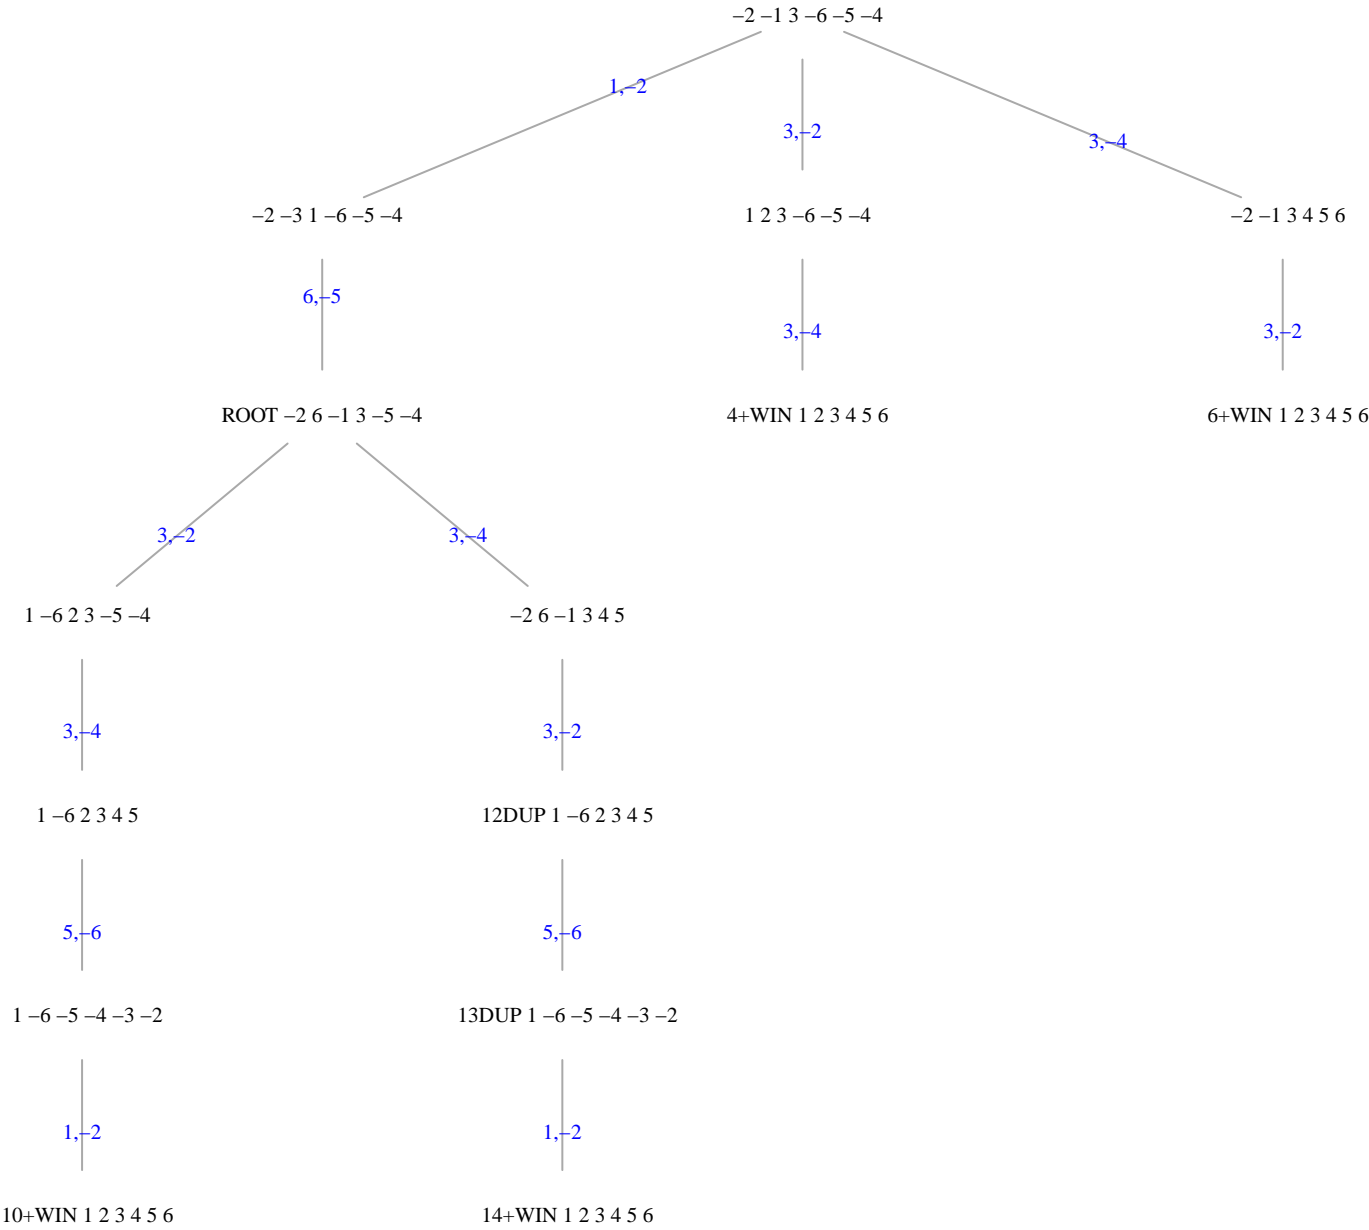 −2 −1 3 −6 −5 −4
1,−2
3,−2
3,−4
−2 −3 1 −6 −5 −4
1 2 3 −6 −5 −4
−2 −1 3 4 5 6
6,−5
3,−4
3,−2
ROOT −2 6 −1 3 −5 −4
4+WIN 1 2 3 4 5 6
6+WIN 1 2 3 4 5 6
3,−2
3,−4
1 −6 2 3 −5 −4
−2 6 −1 3 4 5
3,−4
3,−2
1 −6 2 3 4 5
12DUP 1 −6 2 3 4 5
5,−6
5,−6
1 −6 −5 −4 −3 −2
13DUP 1 −6 −5 −4 −3 −2
1,−2
1,−2
10+WIN 1 2 3 4 5 6
14+WIN 1 2 3 4 5 6